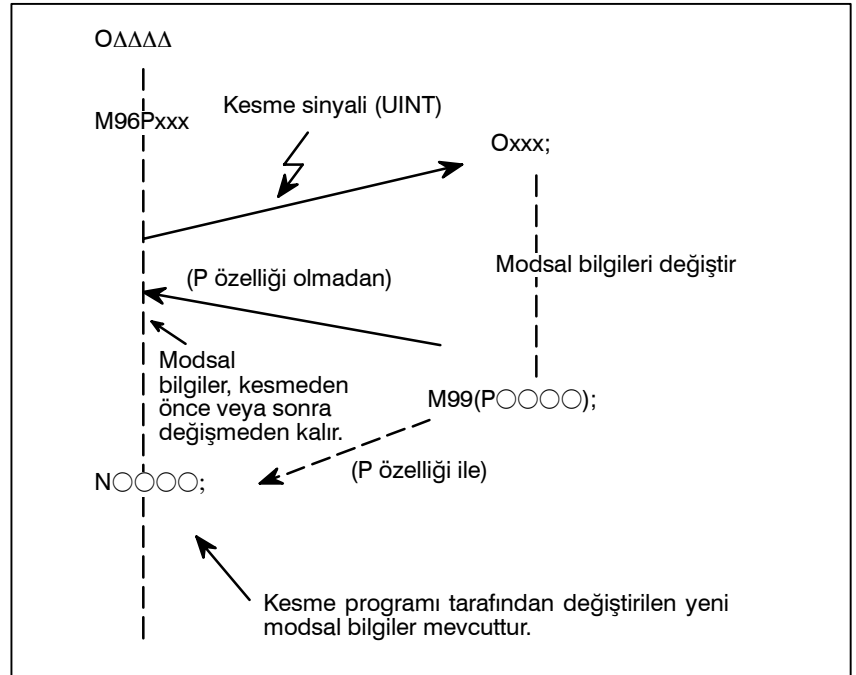 O∆∆∆∆
M96Pxxx
Kesme sinyali (UINT)
Oxxx;
Modsal bilgileri değiştir
(P özelliği olmadan)
Modsal
bilgiler, kesmeden
önce veya sonra
değişmeden kalır.
M99(P○○○○);
(P özelliği ile)
N○○○○;
Kesme programı tarafından değiştirilen yeni
modsal bilgiler mevcuttur.